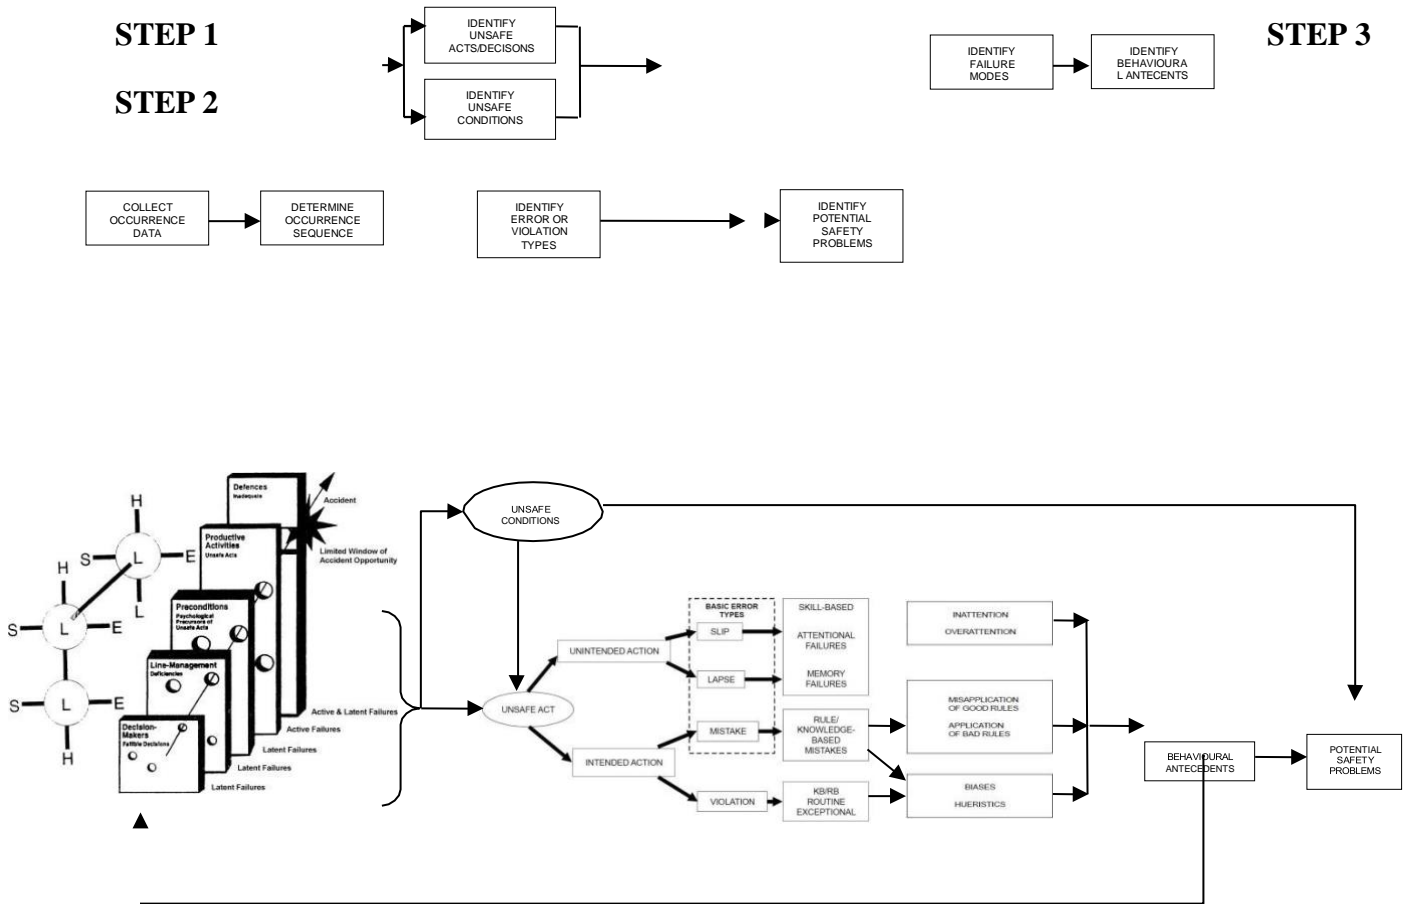 STEP 1
IDENTIFY
UNSAFE
ACTS/DECISONS
IDENTIFY
FAILURE
MODES
IDENTIFY
BEHAVIOURA
L ANTECENTS
STEP 3
STEP 2
IDENTIFY
UNSAFE
CONDITIONS
COLLECT
OCCURRENCE
DATA
DETERMINE
OCCURRENCE
SEQUENCE
IDENTIFY
ERROR OR
VIOLATION
TYPES
IDENTIFY
POTENTIAL
SAFETY
PROBLEMS
H
S
L
E
L
H
S
L
E
S
L
E
H
Defences
Inadequate
Accident
Limited Window of
Accident Opportunity
Productive
Activities
Unsafe Acts
Preconditions
Psychological
Precursors of
Unsafe Acts
Line-Management
Deficiencies
Decision-
Makers
Fallible Decisions
Active & Latent Failures
Active Failures
Latent Failures
Latent Failures
Latent Failures
UNSAFE
CONDITIONS
UNSAFE ACT
UNINTENDED ACTION
INTENDED ACTION
BASIC ERROR
TYPES
SLIP
LAPSE
MISTAKE
VIOLATION
SKILL-BASED
ATTENTIONAL
FAILURES
MEMORY
FAILURES
RULE/
KNOWLEDGE-
BASED
MISTAKES
KB/RB
ROUTINE
EXCEPTIONAL
INATTENTION
OVERATTENTION
MISAPPLICATION
OF GOOD RULES
APPLICATION
OF BAD RULES
BIASES
HUERISTICS
BEHAVIOURAL
ANTECEDENTS
POTENTIAL
SAFETY
PROBLEMS